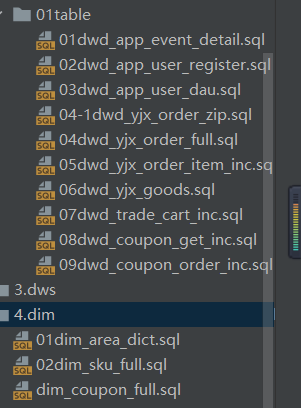 01table
01dwd_app_event_detail.sql
02dwd_app_user_register.sql
03dwd_app_user_dau.sql
04-1dwd_yjx_order_zip.sql
04dwd_yjx_order_full.sql
05dwd_yjx_order_item_inc.sq
06dwd_yjx_goods.sql
07dwd_trade_cart_inc.sql
08dwd_coupon_get_inc.sql
09dwd_coupon_order_inc.sql
3.dws
4.dim
01dim_area_dict.sql
02dim_sku_full.sql
dim_coupon_full.sql